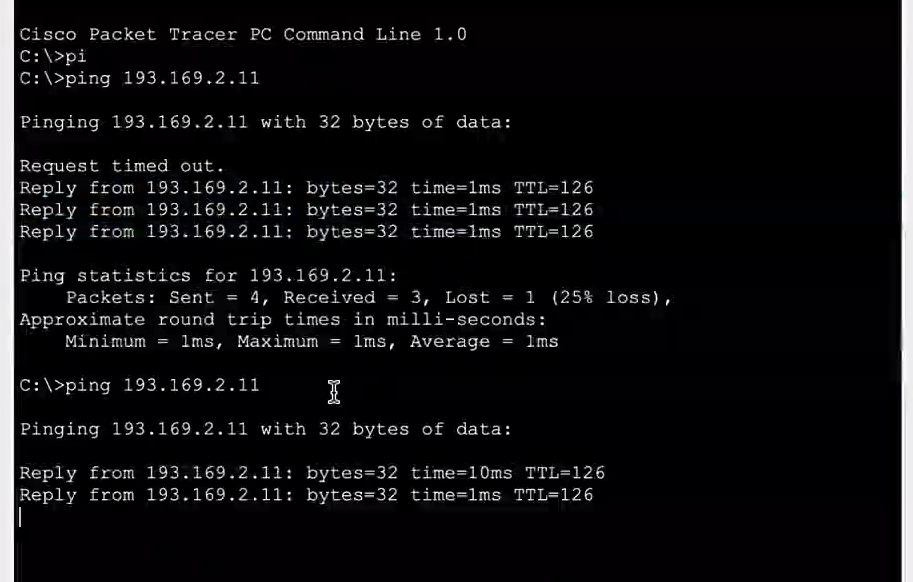 Cisco Packet Tracer PC Command Line 1.0
C:\>pi
C:\>ping 193.169.2.11
Pinging 193.169.2.11 with 32 bytes of data:
Request timed out.
Reply from 193.169.2.11: bytes=32 time=1ms TTL=126
Reply from 193.169.2.11: bytes=32 time=1ms TTL=126
Reply from 193.169.2.11: bytes=32 time=1ms TTL=126
Ping statistics for 193.169.2.11:
Packets: Sent = 4, Received = 3, Lost = 1 (25% loss),
Approximate round trip times in milli-seconds:
Minimum = 1ms, Maximum = 1ms, Average = 1ms
C:\>ping 193.169.2.11
Pinging 193.169.2.11 with 32 bytes of data:
Reply from 193.169.2.11: bytes=32 time=10ms TTL=126
Reply from 193.169.2.11: bytes=32 time=1ms TTL=126